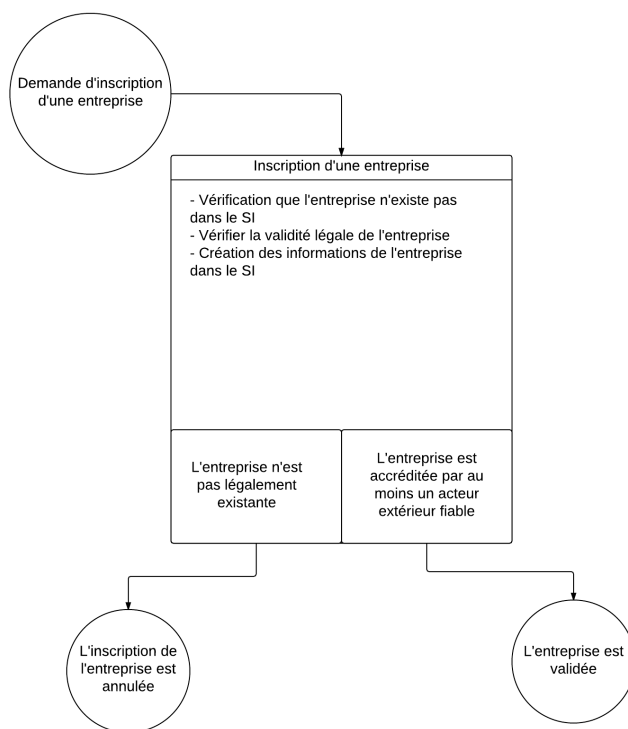 Demande d'inscription
d'une entreprise
Inscription d'une entreprise
- Vérification que l'entreprise n'existe pas
dans le SI
- Vérifier la validité légale de l'entreprise
- Création des informations de l'entreprise
dans le SI
L'entreprise n'est
pas légalement
existante
L'entreprise est
accréditée par au
moins un acteur
extérieur fiable
L'inscription de
l'entreprise est
annulée
L'entreprise est
validée